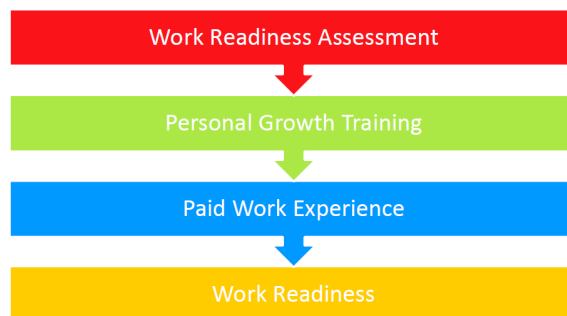 Work Readiness Assessment
Personal Growth Training
Paid Work Experience
Work Readiness